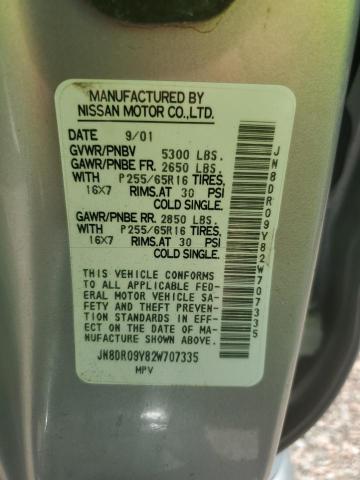 MANUFACTURED BY
NISSAN MOTOR CO.,LTD.
DATE 9/01
GVWR/PNBV 5300 LBS.
GAWR/PNBE FR. 2650 LBS.
WITH P255/65R16 TIRES,
16X7 RIMS.AT 30 PSI
COLD SINGLE.
GAWR/PNBE RR. 2850 LBS.
WITH P255/65R16 TIRES,
16X7 RIMS.AT 30 PSI
COLD SINGLE.
THIS VEHICLE CONFORMS
TO ALL APPLICABLE FED-
ERAL MOTOR VEHICLE SA-
FETY AND THEFT PREVEN-
TION STANDARDS IN EFF-
ECT ON THE DATE OF MA-
NUFACTURE SHOWN ABOVE.
JN8DR09Y82W707335
MPV
JN8DR09Y82W707335